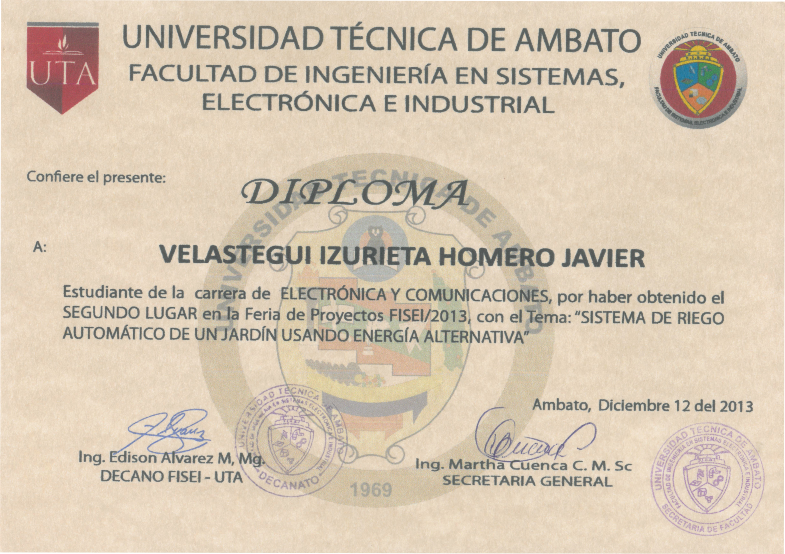 UTA
UNIVERSIDAD TÉCNICA DE AMBATO
FACULTAD DE INGENIERÍA EN SISTEMAS,
ELECTRÓNICA E INDUSTRIAL
UNIVERSIDAD TÉCNICA DE AMBATO
Confiere el presente:
DIPLOMA
UNIVERSIDAD TECNICA DE AMBATO
A:
VELASTEGUI IZURIETA HOMERO JAVIER
Estudiante de la carrera de ELECTRÓNICA Y COMUNICACIONES, por haber obtenido el
SEGUNDO LUGAR en la Feria de Proyectos FISEI/2013, con el Tema: “SISTEMA DE RIEGO
AUTOMÁTICO DE UN JARDÍN USANDO ENERGÍA ALTERNATIVA”
Ambato, Diciembre 12 del 2013
Ing. Edison Alvarez M, Mg.
DECANO FISEI - UTA
UNIVERSIDAD TECNICA DE AMBATO
DECANATO
1969
Ing. Martha Cuenca C. M. Sc
SECRETARIA GENERAL
UNIVERSIDAD TECNICA DE AMBATO
SECRETARIA DE FACULTAD